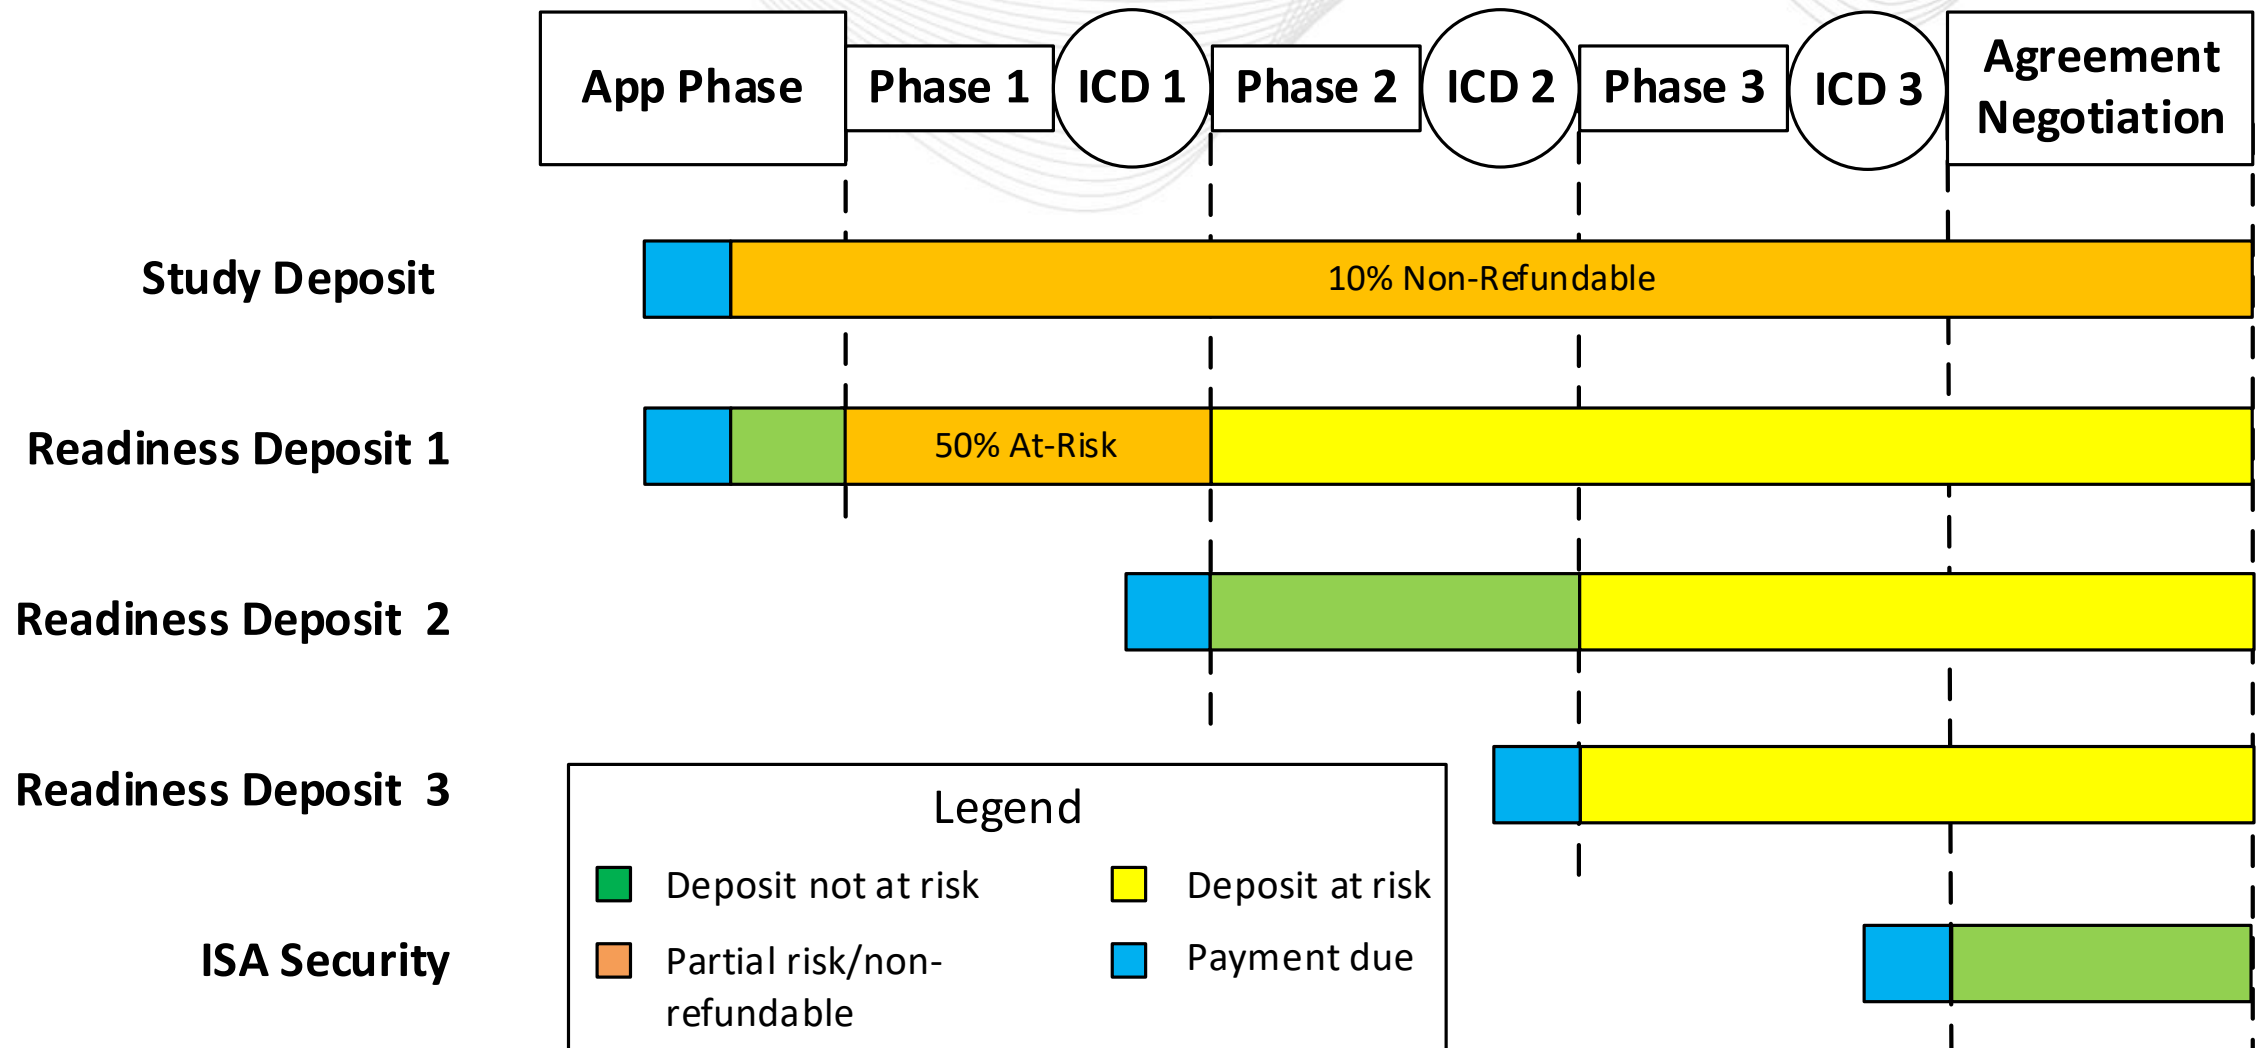 App Phase
Phase 1
ICD 1
Phase 2
ICD 2
Phase 3
ICD 3
Agreement
Negotiation
Study Deposit
10% Non-Refundable
Readiness Deposit 1
50% At-Risk
Readiness Deposit 2
Readiness Deposit 3
Legend
Deposit not at risk
Deposit at risk
Partial risk/non-
refundable
Payment due
ISA Security